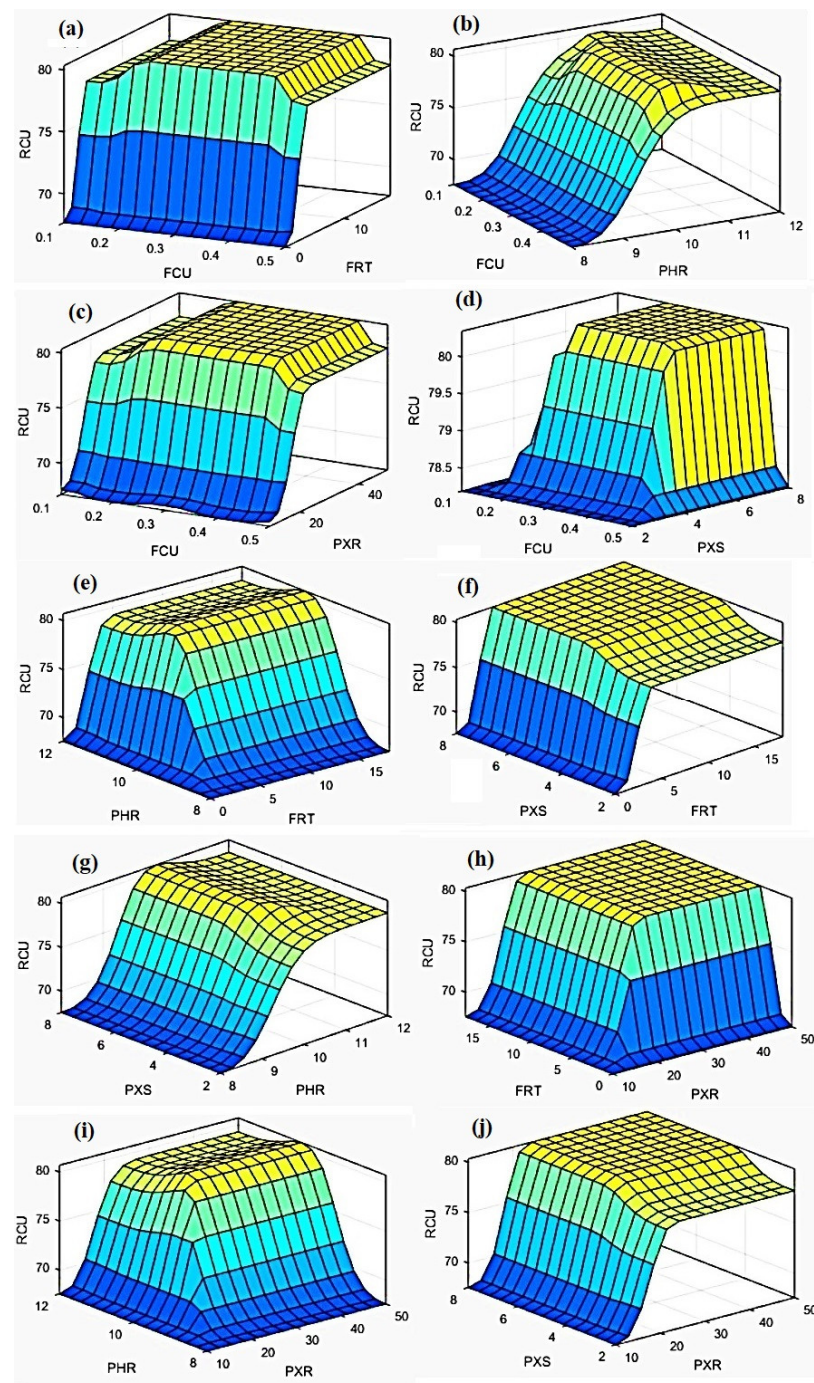 (a)
80
75
70
RCU
0.1
0.2
0.3
0.4
0.5
FCU
0
10
FRT
(b)
80
75
70
RCU
0.1
0.2
0.3
0.4
FCU
8
9
10
11
12
PHR
(c)
80
75
70
RCU
0.1
0.2
0.3
0.4
0.5
FCU
20
40
PXR
(d)
80
79.5
79
78.5
RCU
0.1
0.2
0.3
0.4
0.5
FCU
2
4
6
8
PXS
(e)
80
75
70
RCU
12
10
8
PHR
0
5
10
15
FRT
(f)
80
75
70
RCU
8
6
4
2
PXS
0
5
10
15
FRT
(g)
80
75
70
RCU
8
6
4
2
PXS
8
9
10
11
12
PHR
(h)
80
75
70
RCU
15
10
5
0
FRT
10
20
30
40
50
PXR
(i)
80
75
70
RCU
12
10
8
PHR
10
20
30
40
50
PXR
(j)
80
75
70
RCU
8
6
4
2
PXS
10
20
30
40
50
PXR